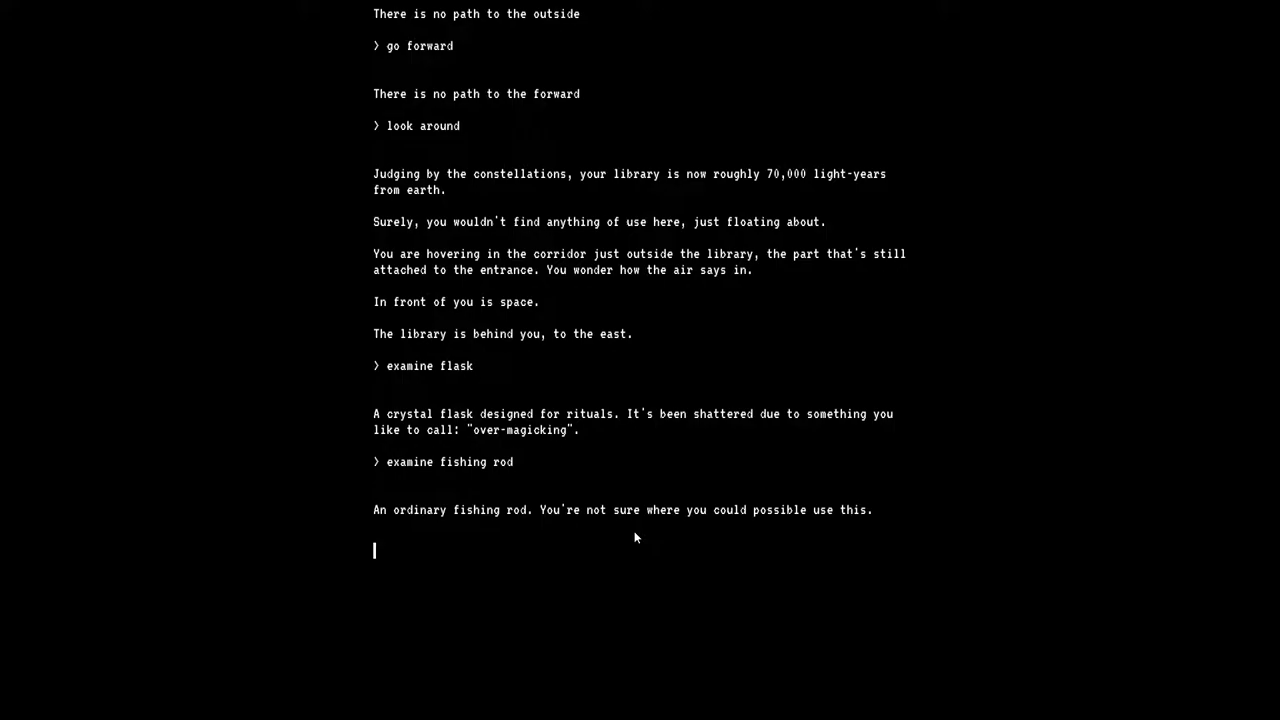 There is no path to the outside
> go forward
There is no path to the forward
> look around
Judging by the constellations, your library is now roughly 70,000 light-years
from earth.
Surely, you wouldn't find anything of use here, just floating about.
You are hovering in the corridor just outside the library, the part that's still
attached to the entrance. You wonder how the air says in.
In front of you is space.
The library is behind you, to the east.
> examine flask
A crystal flask designed for rituals. It's been shattered due to something you
like to call: "over-magicking".
> examine fishing rod
An ordinary fishing rod. You're not sure where you could possible use this.